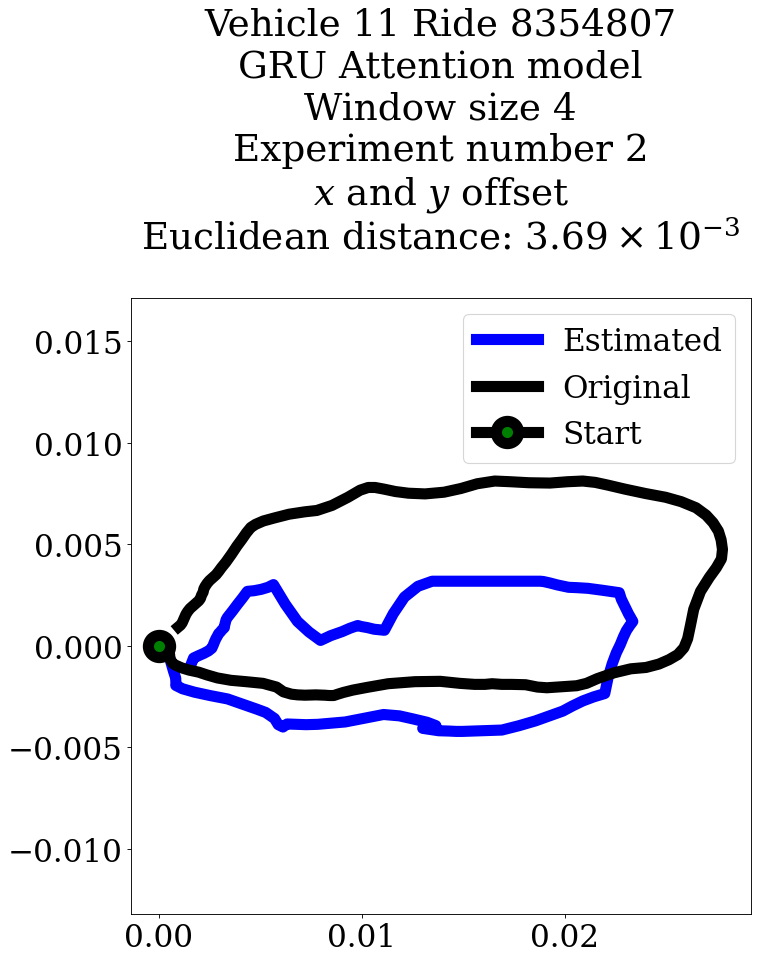 Vehicle 11 Ride 8354807
GRU Attention model
Window size 4
Experiment number 2
x and y offset
Euclidean distance: 3.69 × 10⁻³
Estimated
Original
Start
0.015
0.010
0.005
0.000
−0.005
−0.010
0.00 0.01 0.02